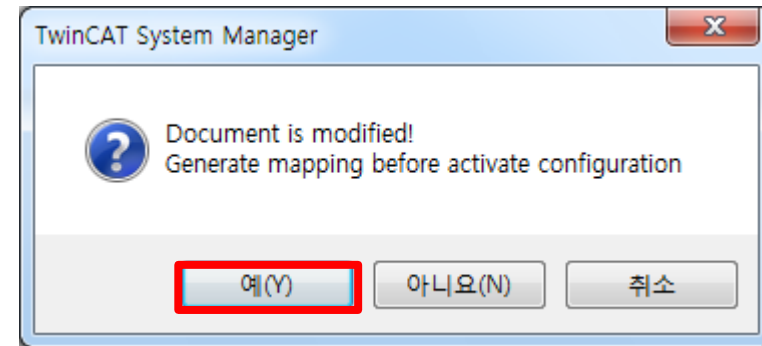 TwinCAT System Manager
Document is modified!
Generate mapping before activate configuration
예(Y)
아니요(N)
취소